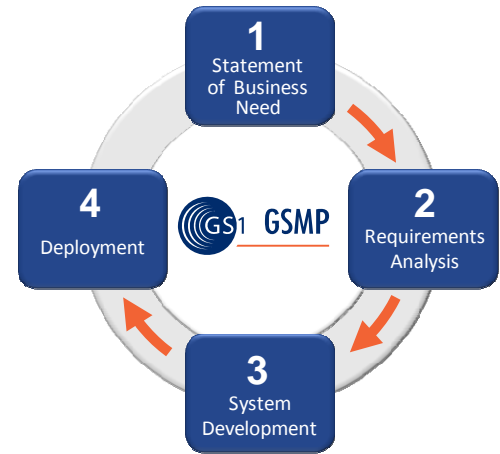 1
Statement
of Business
Need
2
Requirements
Analysis
3
System
Development
4
Deployment
GS1 GSMP